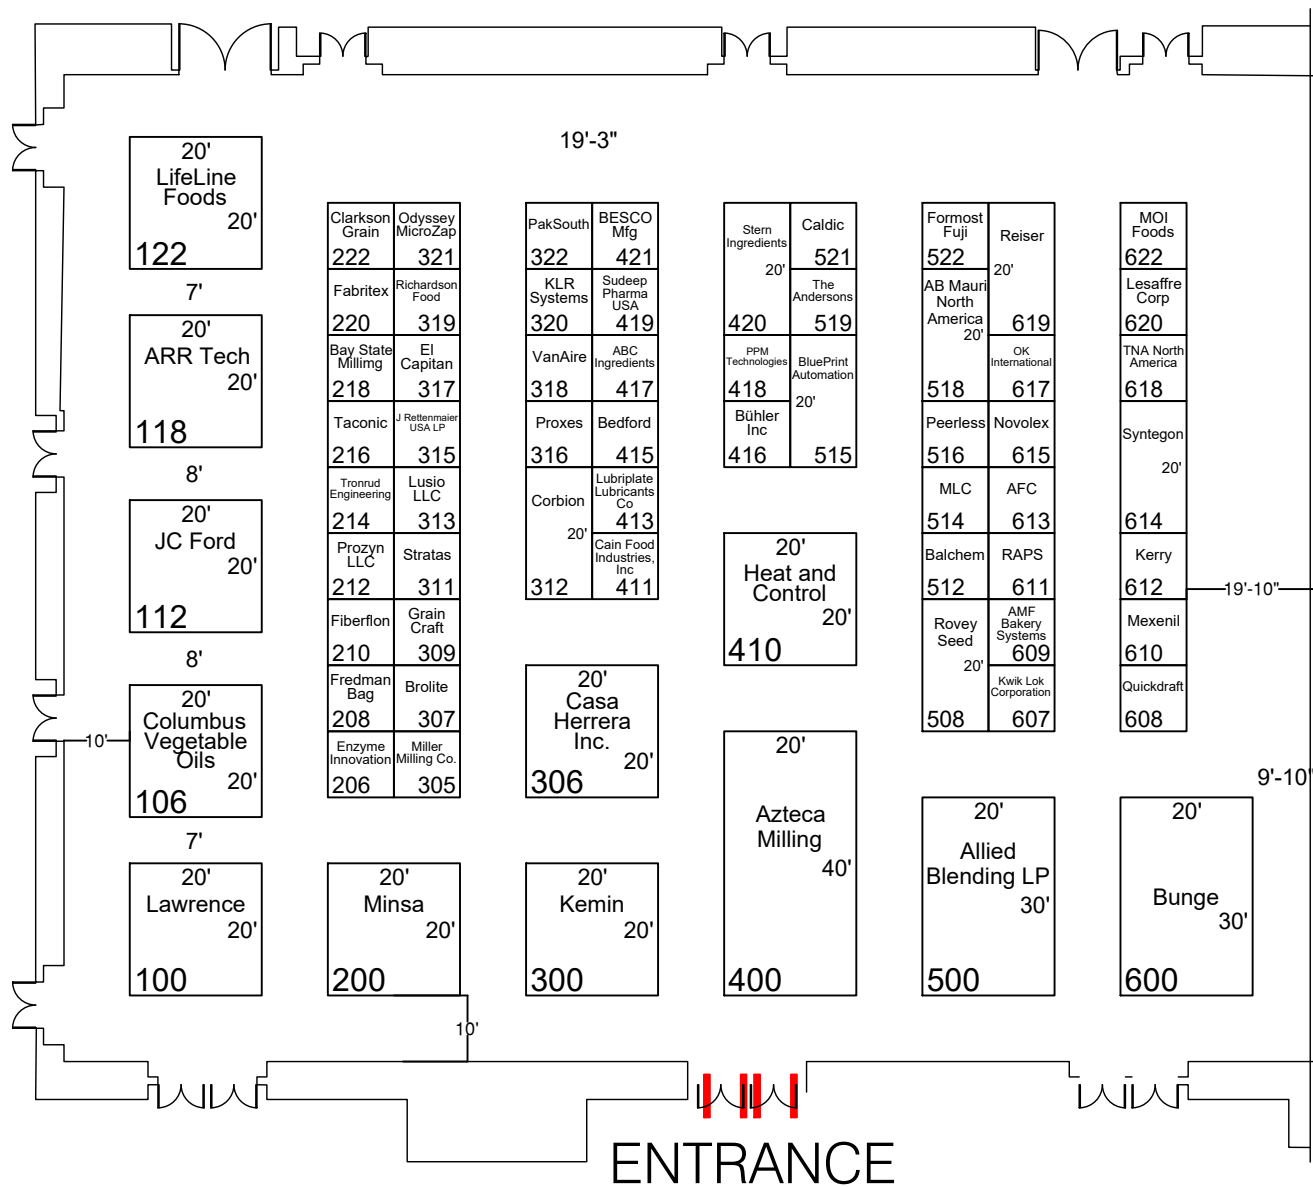 19'-3"
20'
LifeLine
Foods
20'
122
7'
20'
ARR Tech
20'
118
8'
20'
JC Ford
20'
112
8'
20'
Columbus
Vegetable
Oils
20'
106
10'
7'
20'
Lawrence
20'
100
Clarkson
Grain
222
Odyssey
MicroZap
321
Fabritex
220
Richardson
Food
319
Bay State
Millimg
218
El
Capitan
317
Taconic
216
J Rettenmaier
USA LP
315
Tronrud
Engineering
214
Lusio
LLC
313
Prozyn
LLC
212
Stratas
311
Fiberflon
210
Grain
Craft
309
Fredman
Bag
208
Brolite
307
Enzyme
Innovation
206
Miller
Milling Co.
305
20'
Minsa
20'
200
10'
PakSouth
322
BESCO
Mfg
421
KLR
Systems
320
Sudeep
Pharma
USA
419
VanAire
318
ABC
Ingredients
417
Proxes
316
Bedford
415
Corbion
20'
312
Lubriplate
Lubricants
Co
413
Cain Food
Industries,
Inc
411
20'
Casa
Herrera
Inc.
20'
306
20'
Kemin
20'
300
Stern
Ingredients
20'
420
Caldic
521
The
Andersons
519
PPM
Technologies
418
BluePrint
Automation
20'
515
Bühler
Inc
416
20'
Heat and
Control
20'
410
20'
Azteca
Milling
40'
400
Formost
Fuji
522
Reiser
20'
619
AB Mauri
North
America
20'
518
OK
International
617
Peerless
516
Novolex
615
MLC
514
AFC
613
Balchem
512
RAPS
611
Rovey
Seed
20'
508
AMF
Bakery
Systems
609
Kwik Lok
Corporation
607
20'
Allied
Blending LP
30'
500
MOI
Foods
622
Lesaffre
Corp
620
TNA North
America
618
Syntegon
20'
614
Kerry
612
19'-10"
Mexenil
610
Quickdraft
608
9'-10"
20'
Bunge
30'
600
ENTRANCE